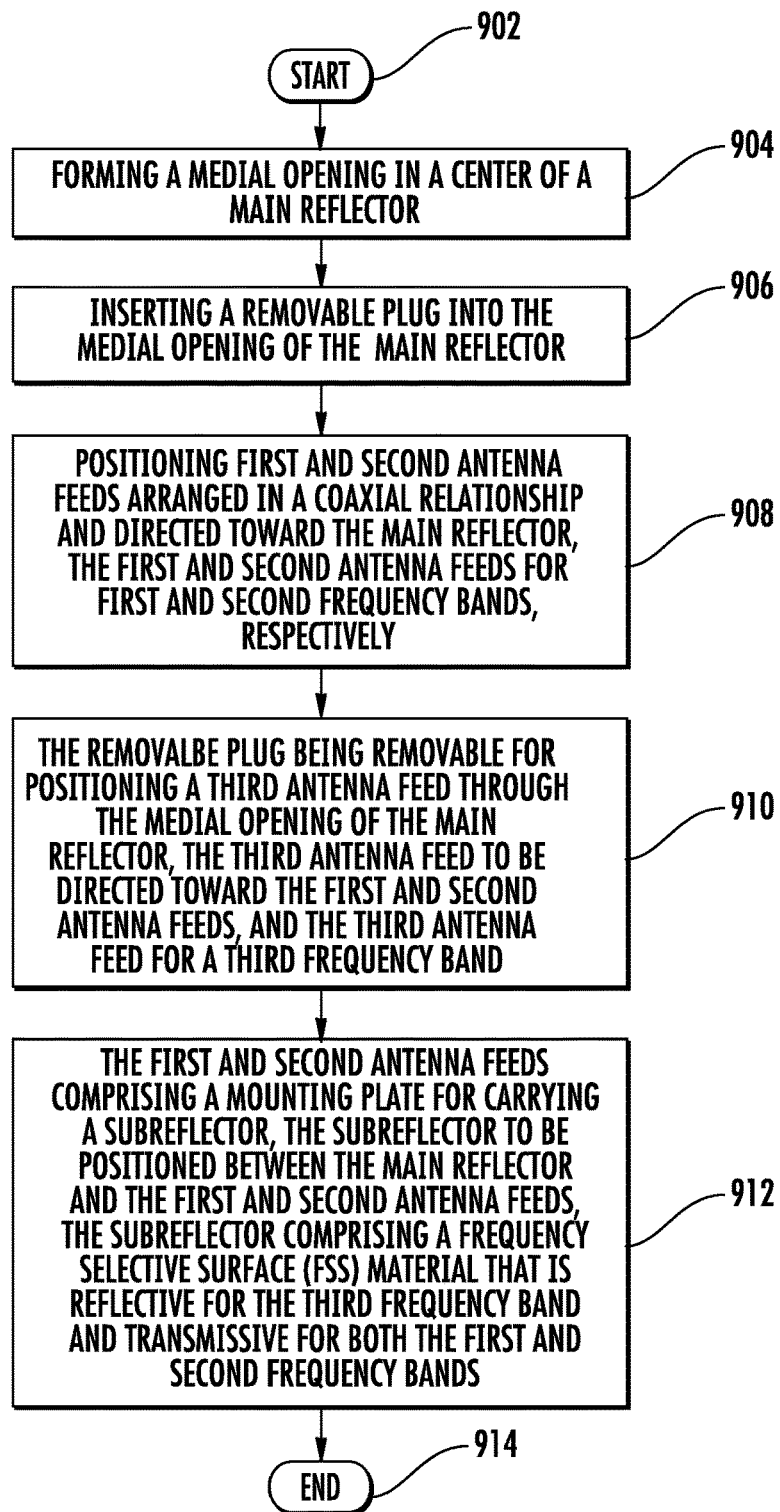 902
START
904
FORMING A MEDIAL OPENING IN A CENTER OF A
MAIN REFLECTOR
906
INSERTING A REMOVABLE PLUG INTO THE
MEDIAL OPENING OF THE MAIN REFLECTOR
POSITIONING FIRST AND SECOND ANTENNA
FEEDS ARRANGED IN A COAXIAL RELATIONSHIP
AND DIRECTED TOWARD THE MAIN REFLECTOR,
THE FIRST AND SECOND ANTENNA FEEDS FOR
FIRST AND SECOND FREQUENCY BANDS,
RESPECTIVELY
908
THE REMOVALBE PLUG BEING REMOVABLE FOR
POSITIONING A THIRD ANTENNA FEED THROUGH
THE MEDIAL OPENING OF THE MAIN
REFLECTOR, THE THIRD ANTENNA FEED TO BE
DIRECTED TOWARD THE FIRST AND SECOND
ANTENNA FEEDS, AND THE THIRD ANTENNA
FEED FOR A THIRD FREQUENCY BAND
910
THE FIRST AND SECOND ANTENNA FEEDS
COMPRISING A MOUNTING PLATE FOR CARRYING
A SUBREFLECTOR, THE SUBREFLECTOR TO BE
POSITIONED BETWEEN THE MAIN REFLECTOR
AND THE FIRST AND SECOND ANTENNA FEEDS,
THE SUBREFLECTOR COMPRISING A FREQUENCY
SELECTIVE SURFACE (FSS) MATERIAL THAT IS
REFLECTIVE FOR THE THIRD FREQUENCY BAND
AND TRANSMISSIVE FOR BOTH THE FIRST AND
SECOND FREQUENCY BANDS
912
914
END